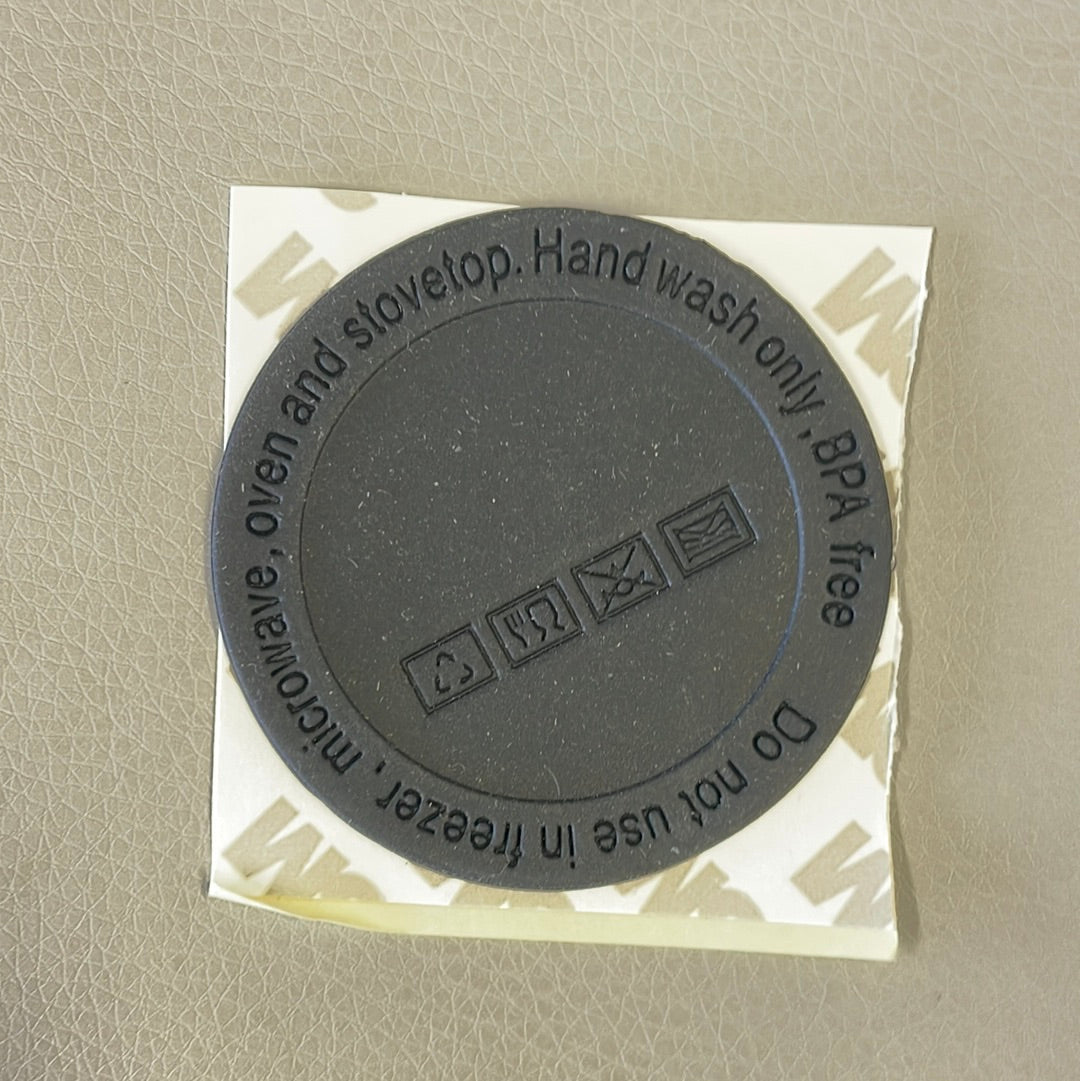 Do not use in freezer, microwave, oven and stovetop. Hand wash only, BPA free